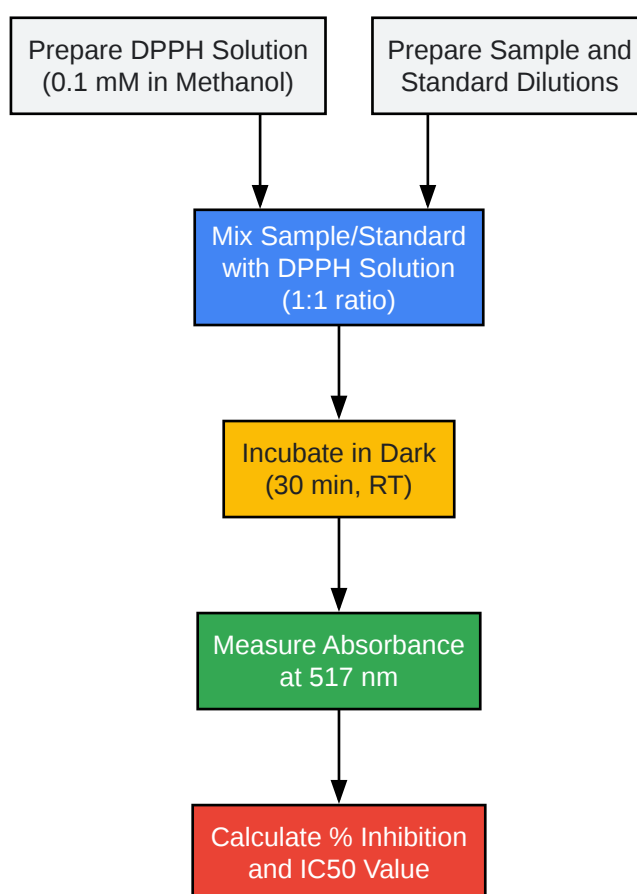 Prepare DPPH Solution
(0.1 mM in Methanol)
Prepare Sample and
Standard Dilutions
Mix Sample/Standard
with DPPH Solution
(1:1 ratio)
Incubate in Dark
(30 min, RT)
Measure Absorbance
at 517 nm
Calculate % Inhibition
and IC50 Value